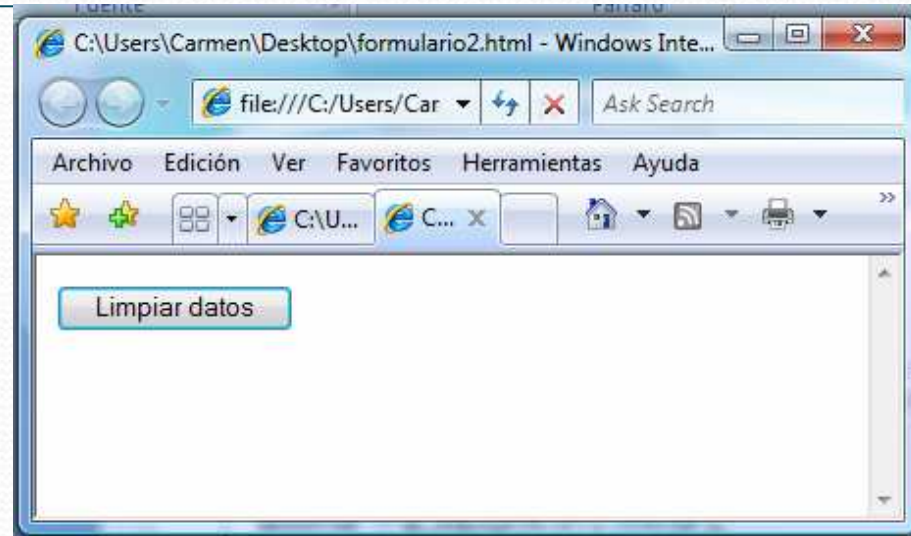 C:\Users\Carmen\Desktop\formulario2.html - Windows Inte...
file:///C:/Users/Car
Ask Search
Archivo Edición Ver Favoritos Herramientas Ayuda
C:\U... C...
Limpiar datos